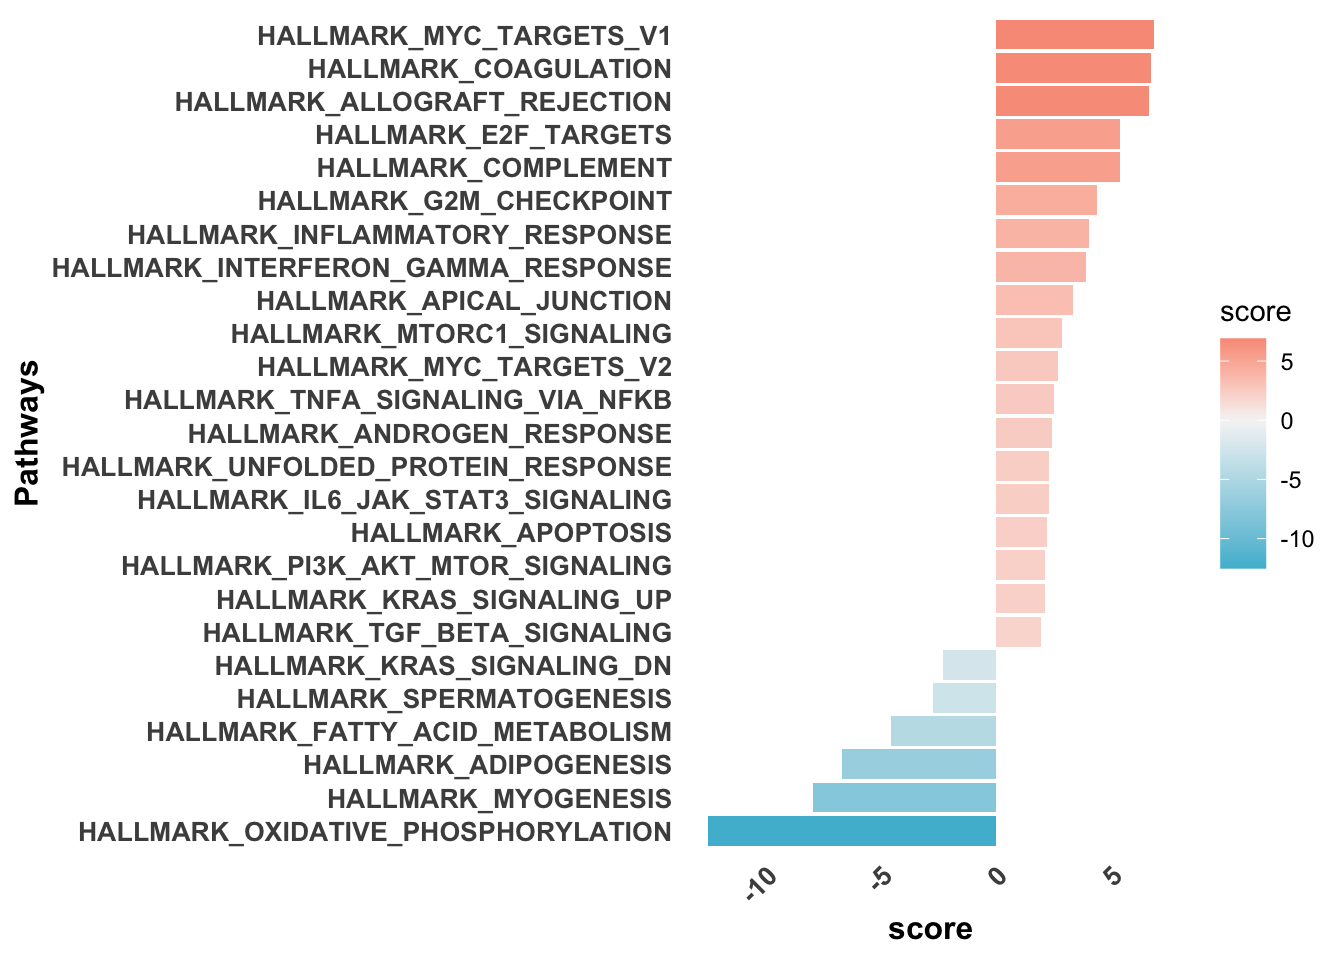 HALLMARK_MYC_TARGETS_V1
HALLMARK_COAGULATION
HALLMARK_ALLOGRAFT_REJECTION
HALLMARK_E2F_TARGETS
HALLMARK_COMPLEMENT
HALLMARK_G2M_CHECKPOINT
HALLMARK_INFLAMMATORY_RESPONSE
HALLMARK_INTERFERON_GAMMA_RESPONSE
HALLMARK_APICAL_JUNCTION
HALLMARK_MTORC1_SIGNALING
HALLMARK_MYC_TARGETS_V2
HALLMARK_TNFA_SIGNALING_VIA_NFKB
HALLMARK_ANDROGEN_RESPONSE
HALLMARK_UNFOLDED_PROTEIN_RESPONSE
HALLMARK_IL6_JAK_STAT3_SIGNALING
HALLMARK_APOPTOSIS
HALLMARK_PI3K_AKT_MTOR_SIGNALING
HALLMARK_KRAS_SIGNALING_UP
HALLMARK_TGF_BETA_SIGNALING
HALLMARK_KRAS_SIGNALING_DN
HALLMARK_SPERMATOGENESIS
HALLMARK_FATTY_ACID_METABOLISM
HALLMARK_ADIPOGENESIS
HALLMARK_MYOGENESIS
HALLMARK_OXIDATIVE_PHOSPHORYLATION
Pathways
-10 -5 0 5
score
score
5
0
-5
-10